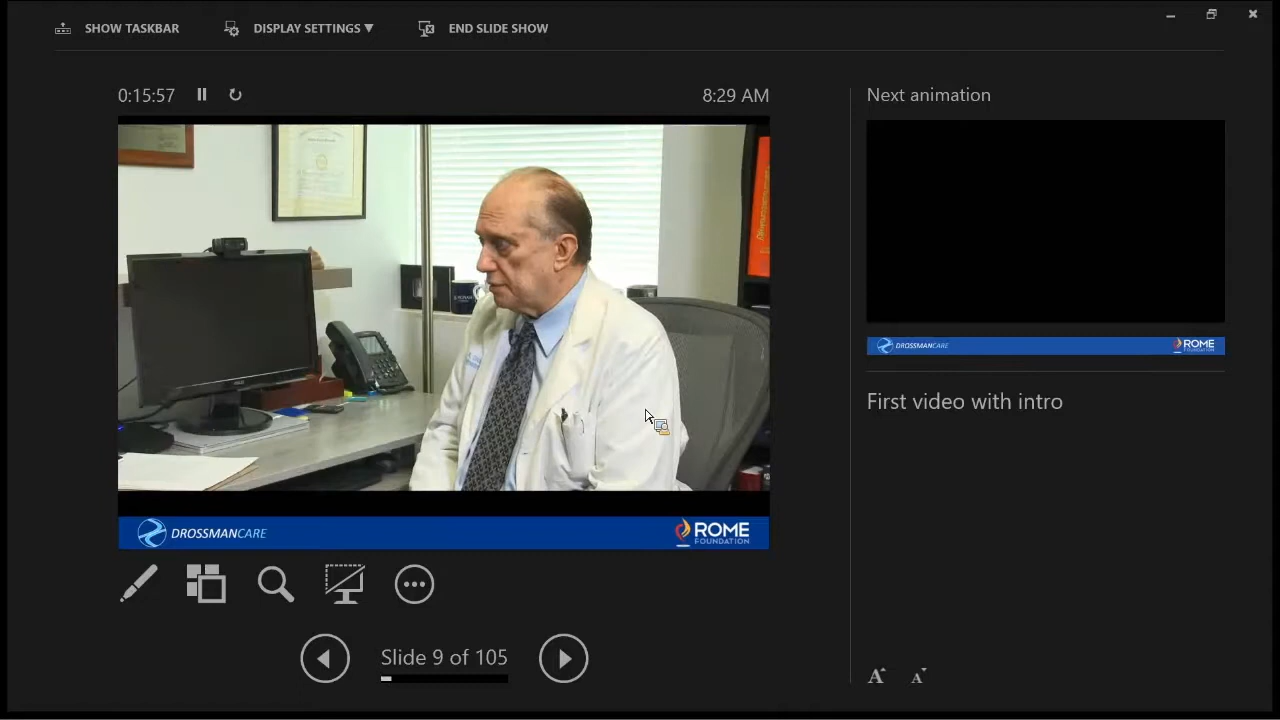 SHOW TASKBAR
DISPLAY SETTINGS ▼
END SLIDE SHOW
0:15:57
8:29 AM
Next animation
DROSSMANCARE
ROME
FOUNDATION
DROSSMANCARE
ROME
FOUNDATION
First video with intro
Slide 9 of 105
A A